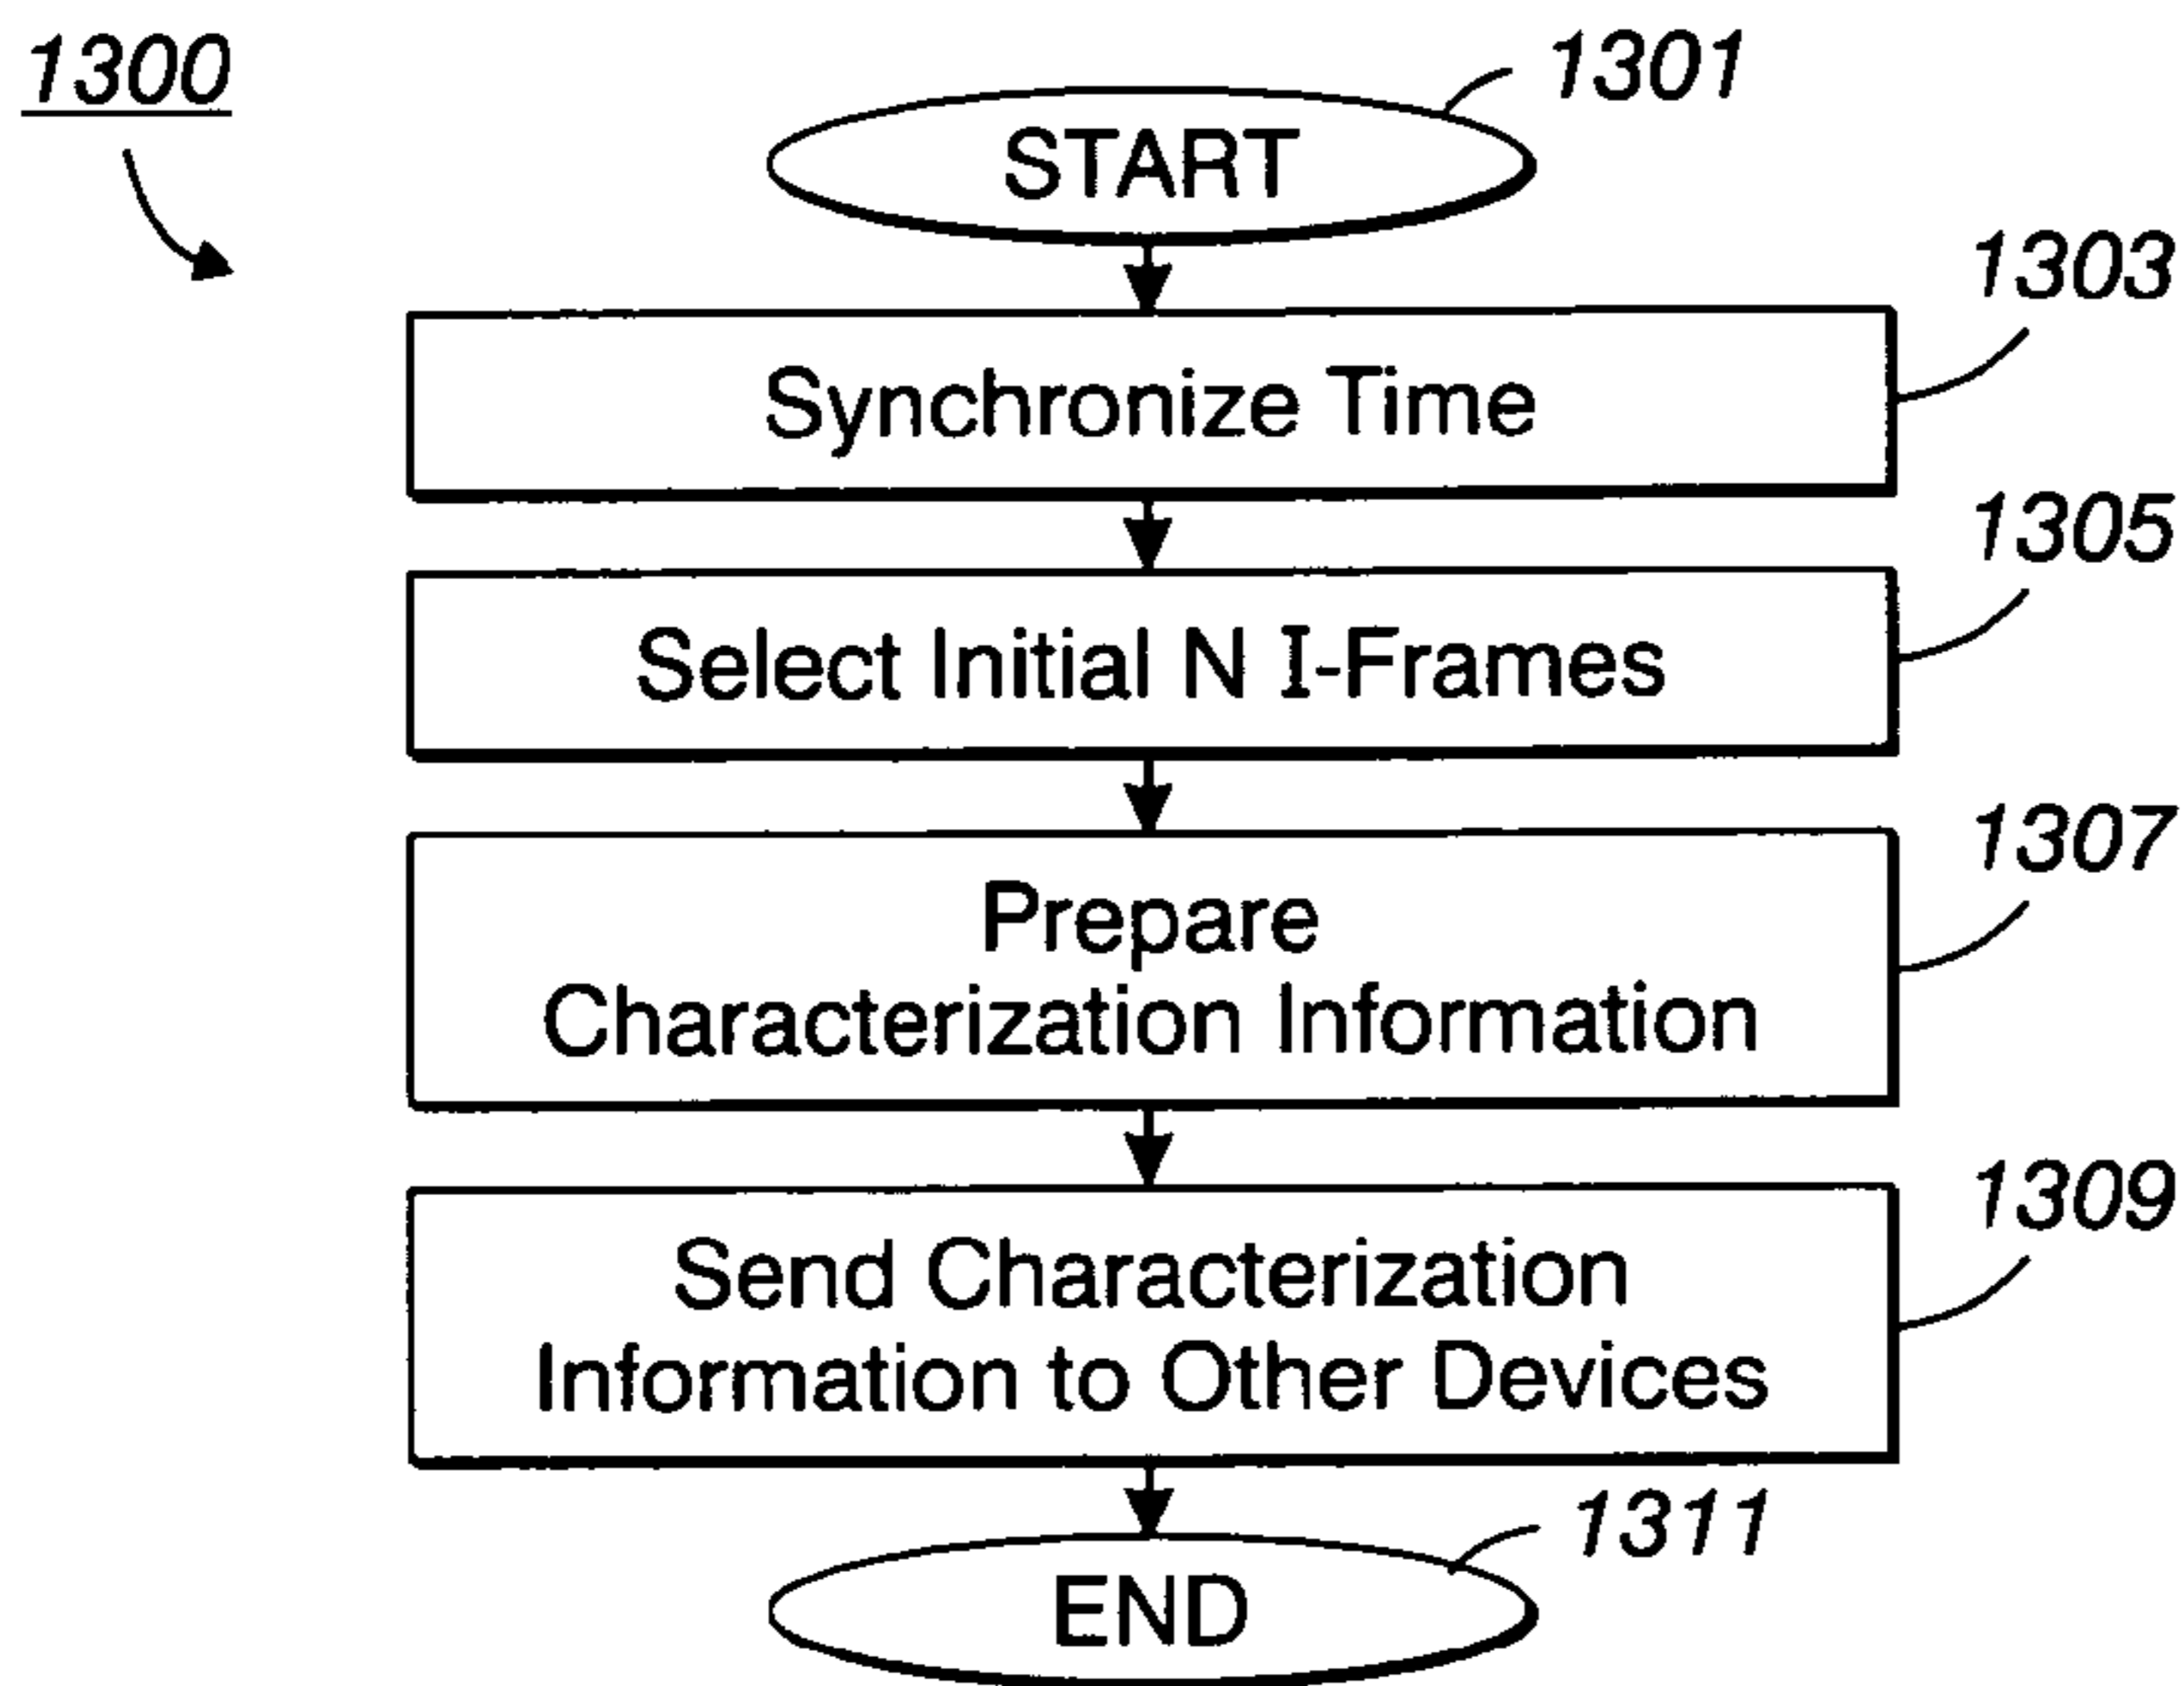 1300
1301
START
1303
Synchronize Time
1305
Select Initial N I-Frames
1307
Prepare
Characterization Information
1309
Send Characterization
Information to Other Devices
1311
END